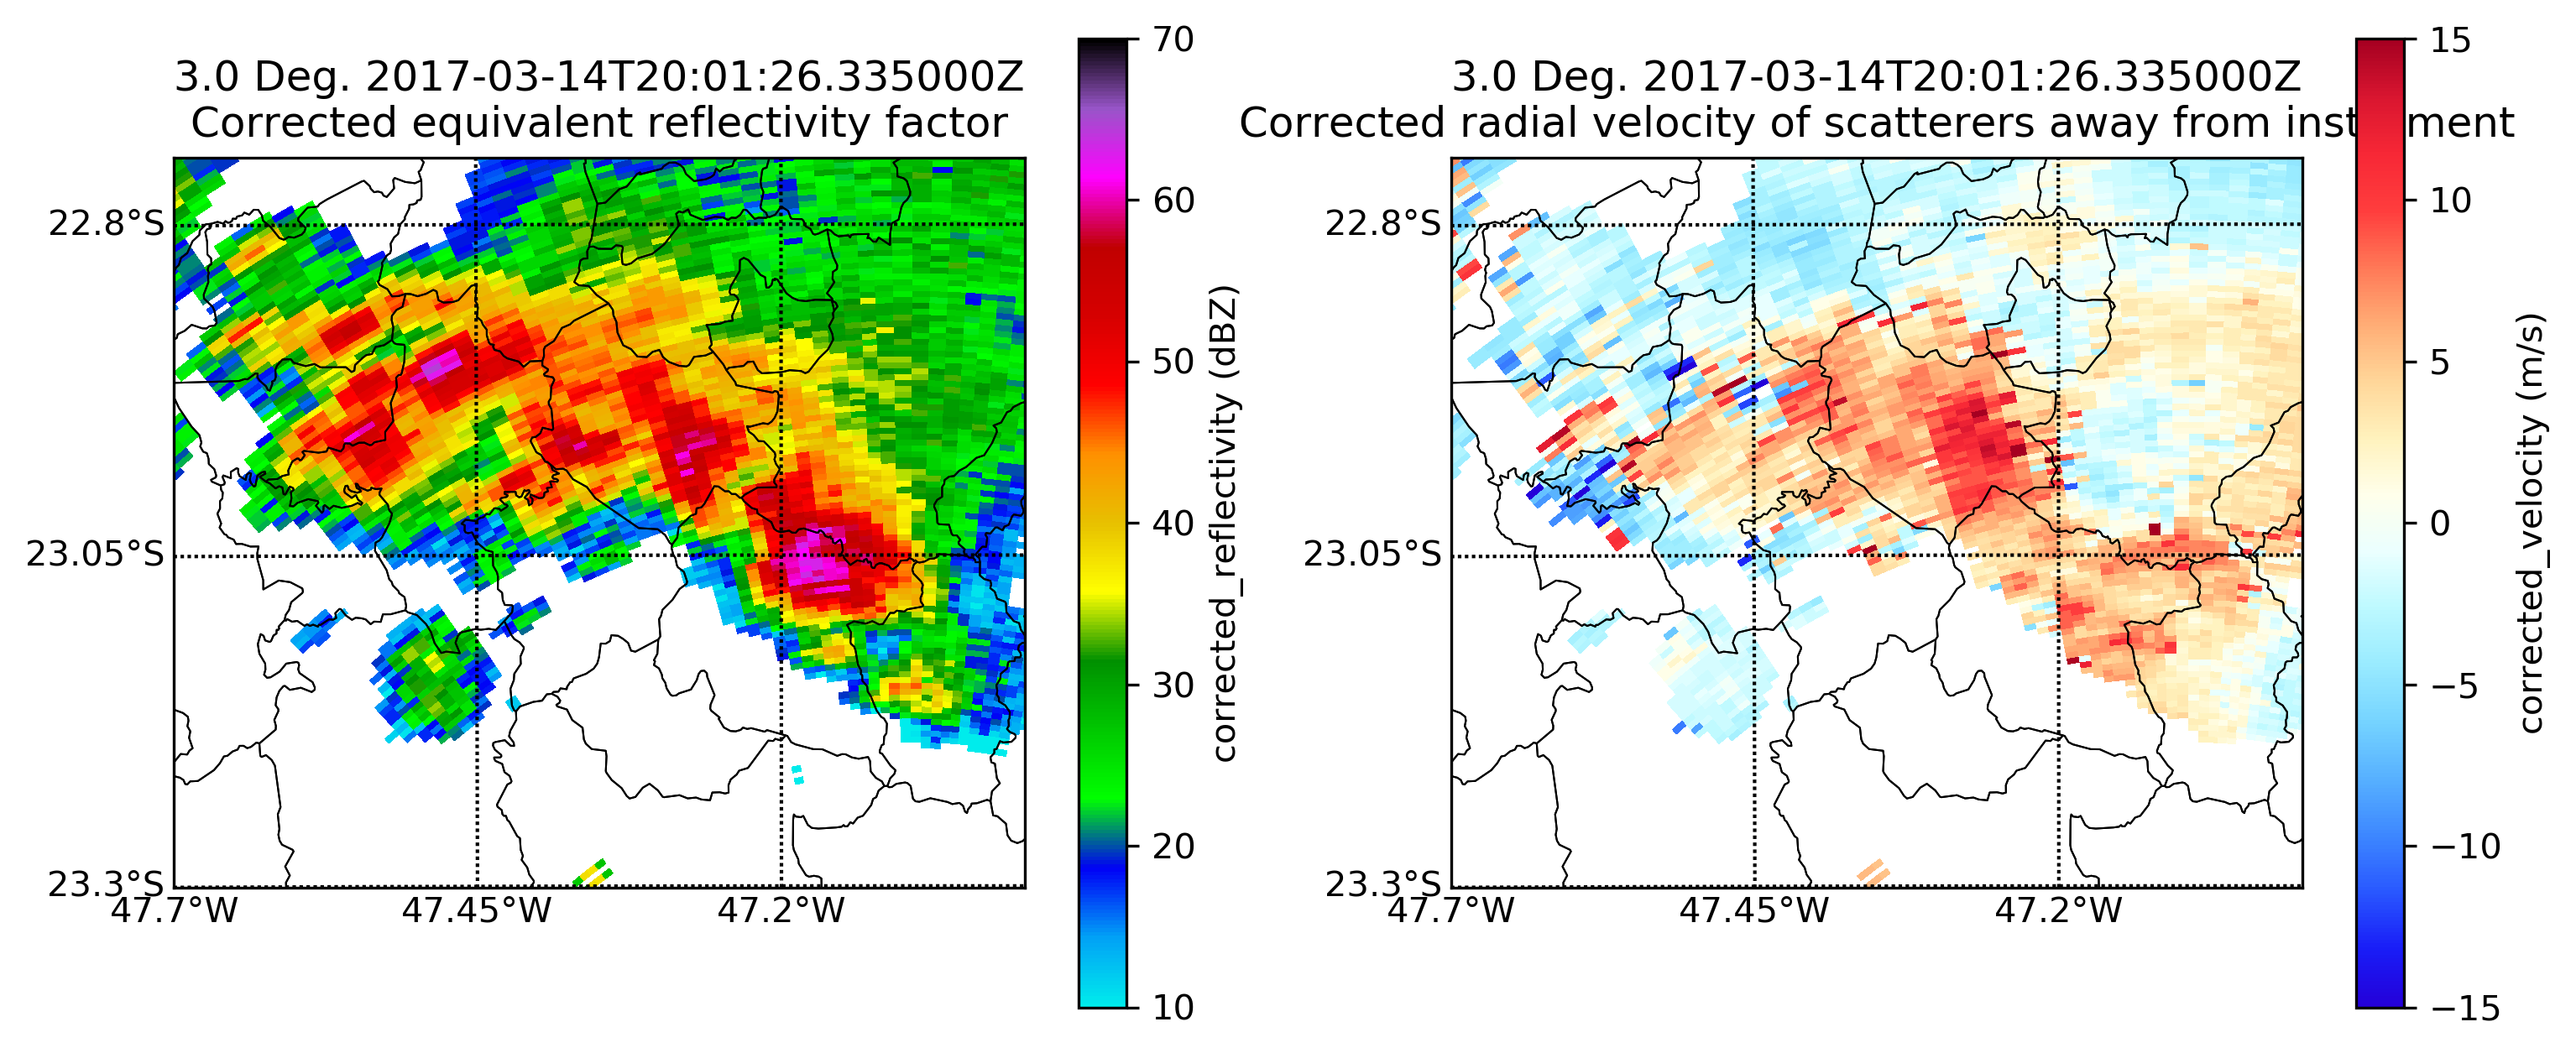 3.0 Deg. 2017-03-14T20:01:26.335000Z
Corrected equivalent reflectivity factor
22.8°S
23.05°S
23.3°S
47.7°W
47.45°W
47.2°W
70
60
50
40
30
20
10
corrected_reflectivity (dBZ)
3.0 Deg. 2017-03-14T20:01:26.335000Z
Corrected radial velocity of scatterers away from inst ment
22.8°S
23.05°S
23.3°S
47.7°W
47.45°W
47.2°W
15
10
5
0
−5
−10
−15
corrected_velocity (m/s)